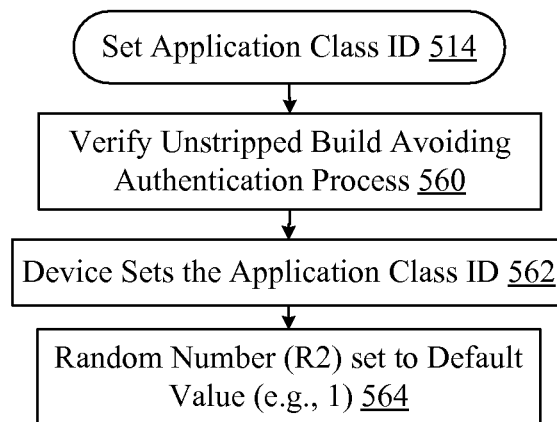 Set Application Class ID 514
Verify Unstripped Build Avoiding
Authentication Process 560
Device Sets the Application Class ID 562
Random Number (R2) set to Default
Value (e.g., 1) 564